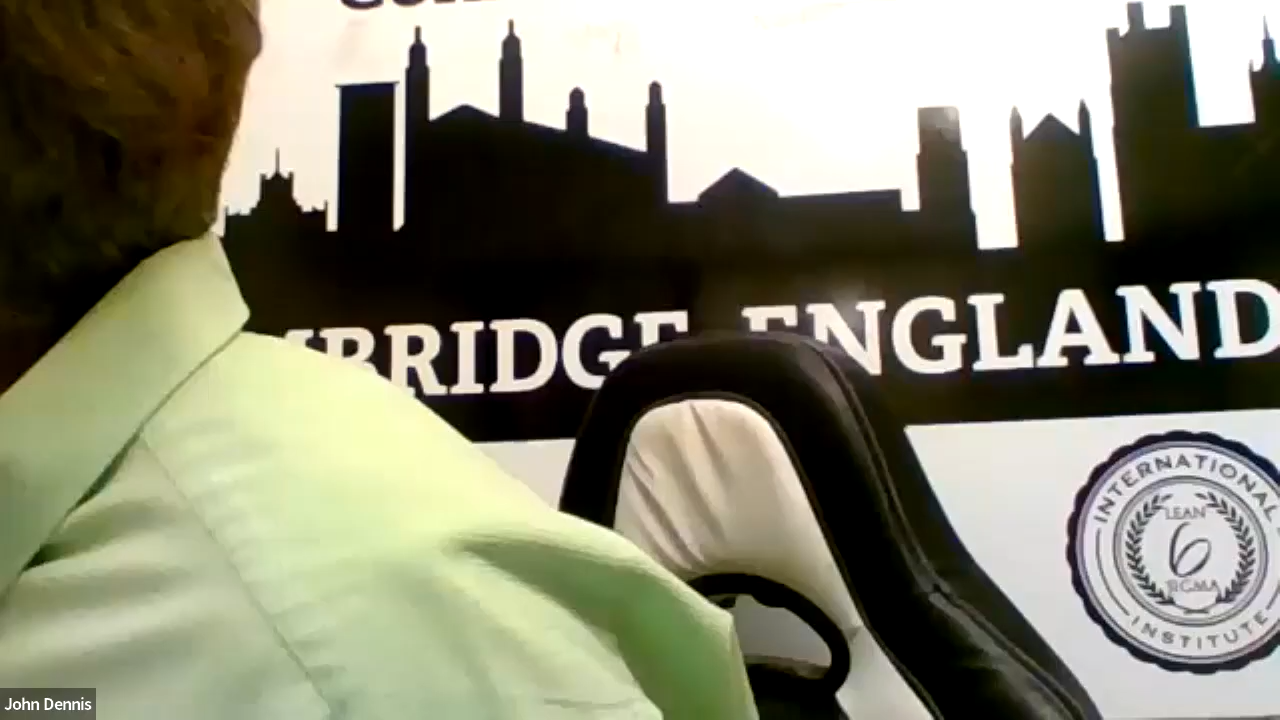 BRIDGE ENGLAND
INTERNATIONAL
LEAN
6
SIGMA
INSTITUTE
John Dennis